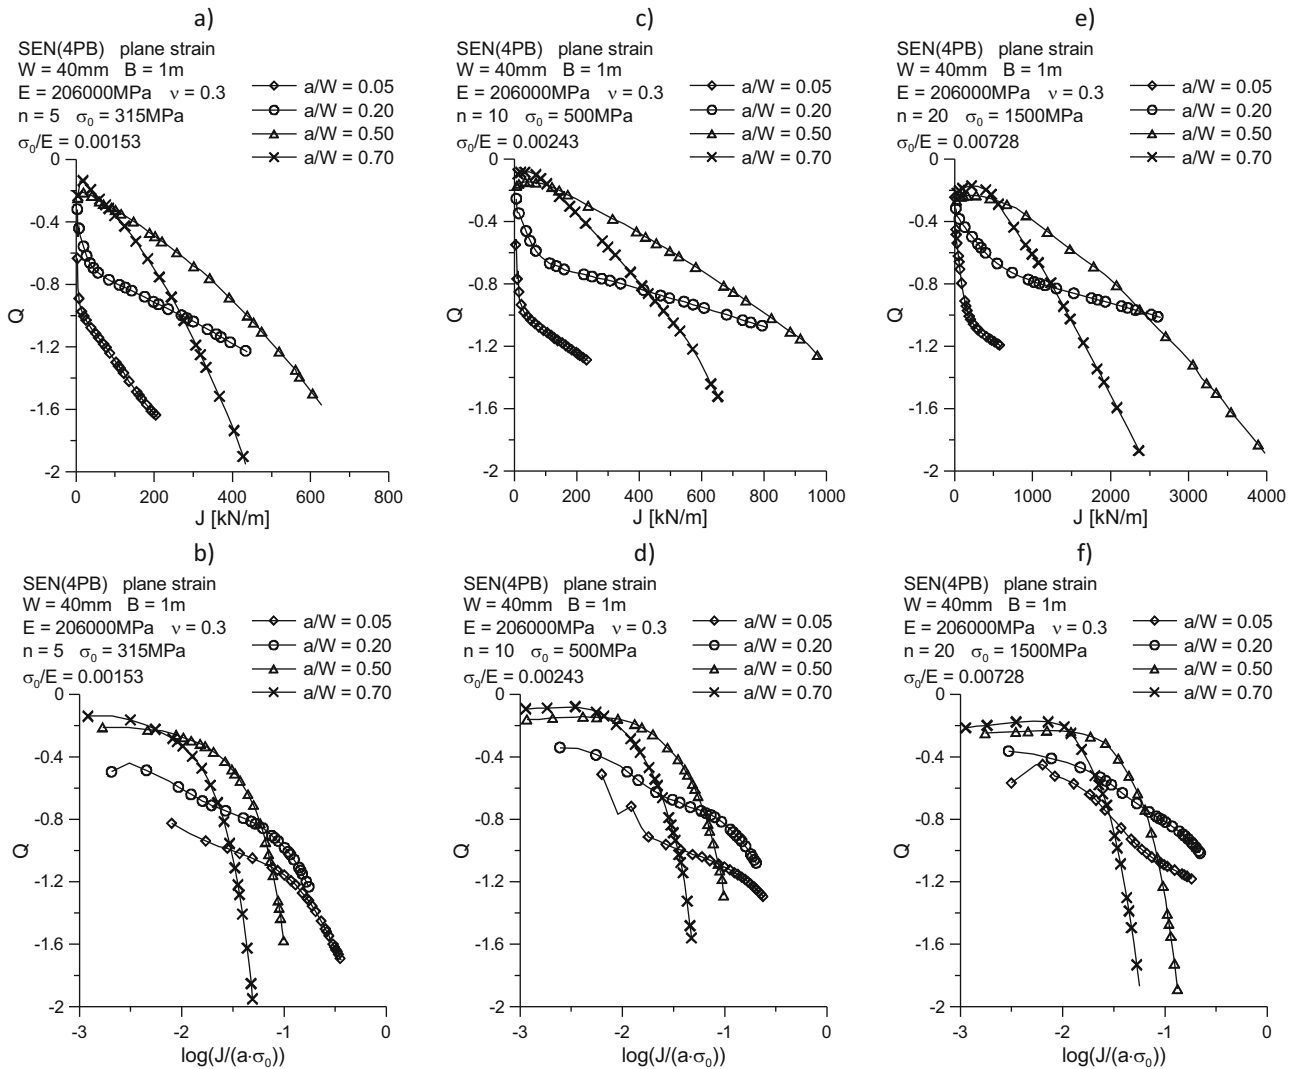 a)
SEN(4PB) plane strain
W = 40mm B = 1m
E = 206000MPa ν = 0.3
n = 5 σ₀ = 315MPa
σ₀/E = 0.00153
a/W = 0.05
a/W = 0.20
a/W = 0.50
a/W = 0.70
0
-0.4
-0.8
-1.2
-1.6
-2
Q
0 200 400 600 800
J [kN/m]
c)
SEN(4PB) plane strain
W = 40mm B = 1m
E = 206000MPa ν = 0.3
n = 10 σ₀ = 500MPa
σ₀/E = 0.00243
a/W = 0.05
a/W = 0.20
a/W = 0.50
a/W = 0.70
0
-0.4
-0.8
-1.2
-1.6
-2
Q
0 200 400 600 800 1000
J [kN/m]
e)
SEN(4PB) plane strain
W = 40mm B = 1m
E = 206000MPa ν = 0.3
n = 20 σ₀ = 1500MPa
σ₀/E = 0.00728
a/W = 0.05
a/W = 0.20
a/W = 0.50
a/W = 0.70
0
-0.4
-0.8
-1.2
-1.6
-2
Q
0 1000 2000 3000 4000
J [kN/m]
b)
SEN(4PB) plane strain
W = 40mm B = 1m
E = 206000MPa ν = 0.3
n = 5 σ₀ = 315MPa
σ₀/E = 0.00153
a/W = 0.05
a/W = 0.20
a/W = 0.50
a/W = 0.70
0
-0.4
-0.8
-1.2
-1.6
-2
Q
-3 -2 -1 0
log(J/(a·σ₀))
d)
SEN(4PB) plane strain
W = 40mm B = 1m
E = 206000MPa ν = 0.3
n = 10 σ₀ = 500MPa
σ₀/E = 0.00243
a/W = 0.05
a/W = 0.20
a/W = 0.50
a/W = 0.70
0
-0.4
-0.8
-1.2
-1.6
-2
Q
-3 -2 -1 0
log(J/(a·σ₀))
f)
SEN(4PB) plane strain
W = 40mm B = 1m
E = 206000MPa ν = 0.3
n = 20 σ₀ = 1500MPa
σ₀/E = 0.00728
a/W = 0.05
a/W = 0.20
a/W = 0.50
a/W = 0.70
0
-0.4
-0.8
-1.2
-1.6
-2
Q
-3 -2 -1 0
log(J/(a·σ₀))